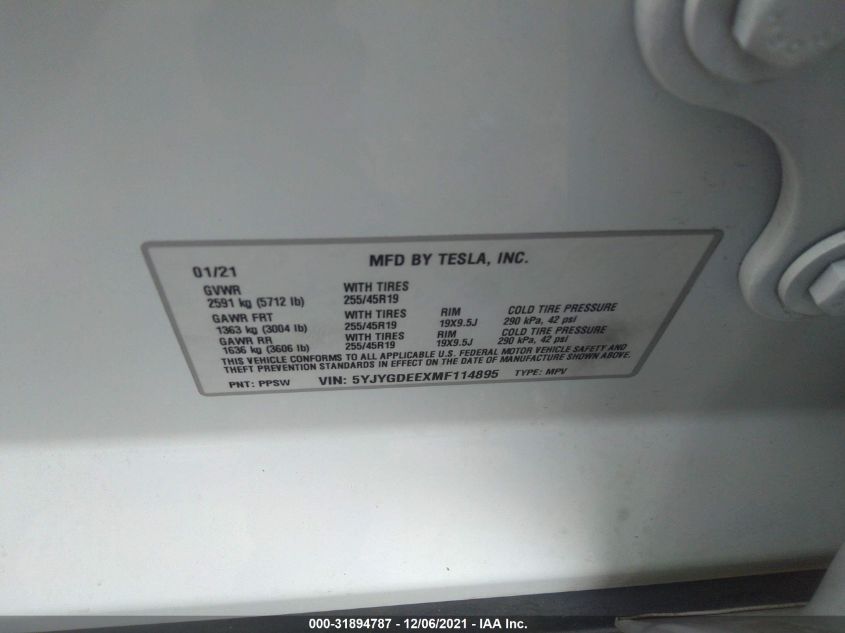 MFD BY TESLA, INC.
01/21
GVWR WITH TIRES
2591 kg (5712 lb) 255/45R19
GAWR FRT WITH TIRES RIM COLD TIRE PRESSURE
1363 kg (3004 lb) 255/45R19 19X9.5J 290 kPa, 42 psi
GAWR RR WITH TIRES RIM COLD TIRE PRESSURE
1636 kg (3606 lb) 255/45R19 19X9.5J 290 kPa, 42 psi
THIS VEHICLE CONFORMS TO ALL APPLICABLE U.S. FEDERAL MOTOR VEHICLE SAFETY AND
THEFT PREVENTION STANDARDS IN EFFECT ON THE DATE OF MANUFACTURE SHOWN ABOVE.
PNT: PPSW VIN: 5YJYGDEEXMF114895 TYPE: MPV
000-31894787 - 12/06/2021 - IAA Inc.